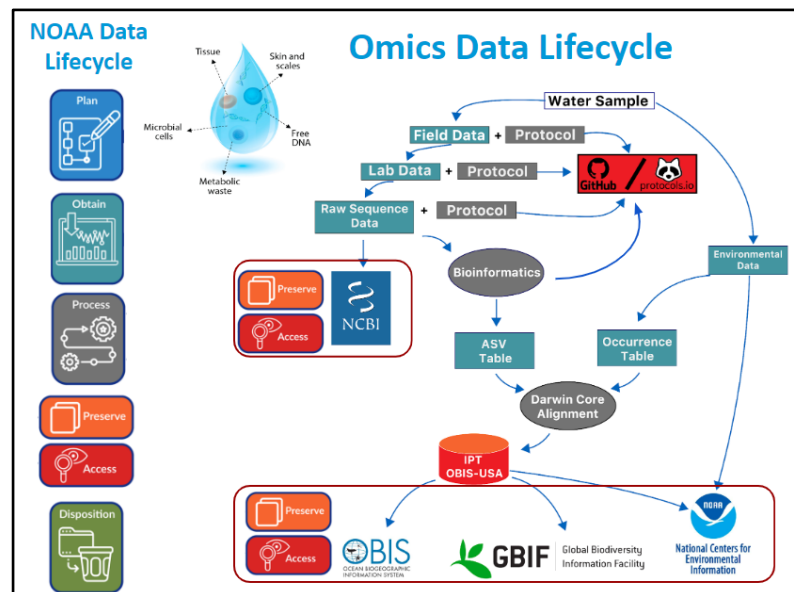 NOAA Data
Lifecycle
Plan
Obtain
Process
Preserve
Access
Disposition
Omics Data Lifecycle
Tissue
Skin and
scales
Microbial
cells
Free
DNA
Metabolic
waste
Water Sample
Field Data + Protocol
Lab Data + Protocol
Raw Sequence
Data
+ Protocol
GitHub / protocols.io
Environmental
Data
Bioinformatics
Preserve
Access
NCBI
ASV
Table
Occurrence
Table
Darwin Core
Alignment
IPT
OBIS-USA
Preserve
Access
OBIS
OCEAN BIOGEOGRAPHIC
INFORMATION SYSTEM
GBIF
Global Biodiversity
Information Facility
NOAA
National Centers for
Environmental
Information